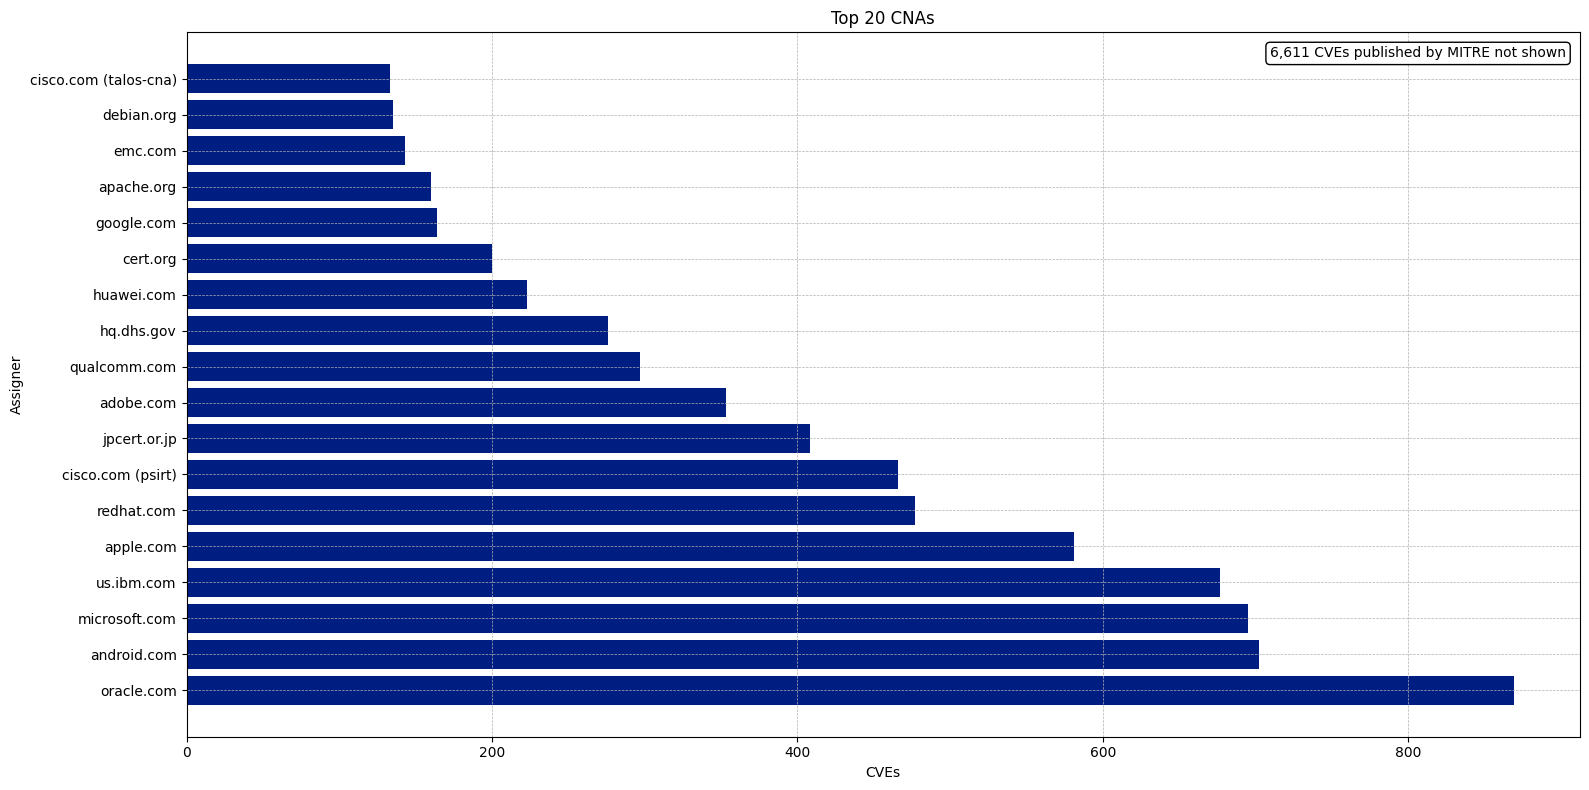 Top 20 CNAs
6,611 CVEs published by MITRE not shown
Assigner
cisco.com (talos-cna)
debian.org
emc.com
apache.org
google.com
cert.org
huawei.com
hq.dhs.gov
qualcomm.com
adobe.com
jpcert.or.jp
cisco.com (psirt)
redhat.com
apple.com
us.ibm.com
microsoft.com
android.com
oracle.com
0 200 400 600 800
CVEs